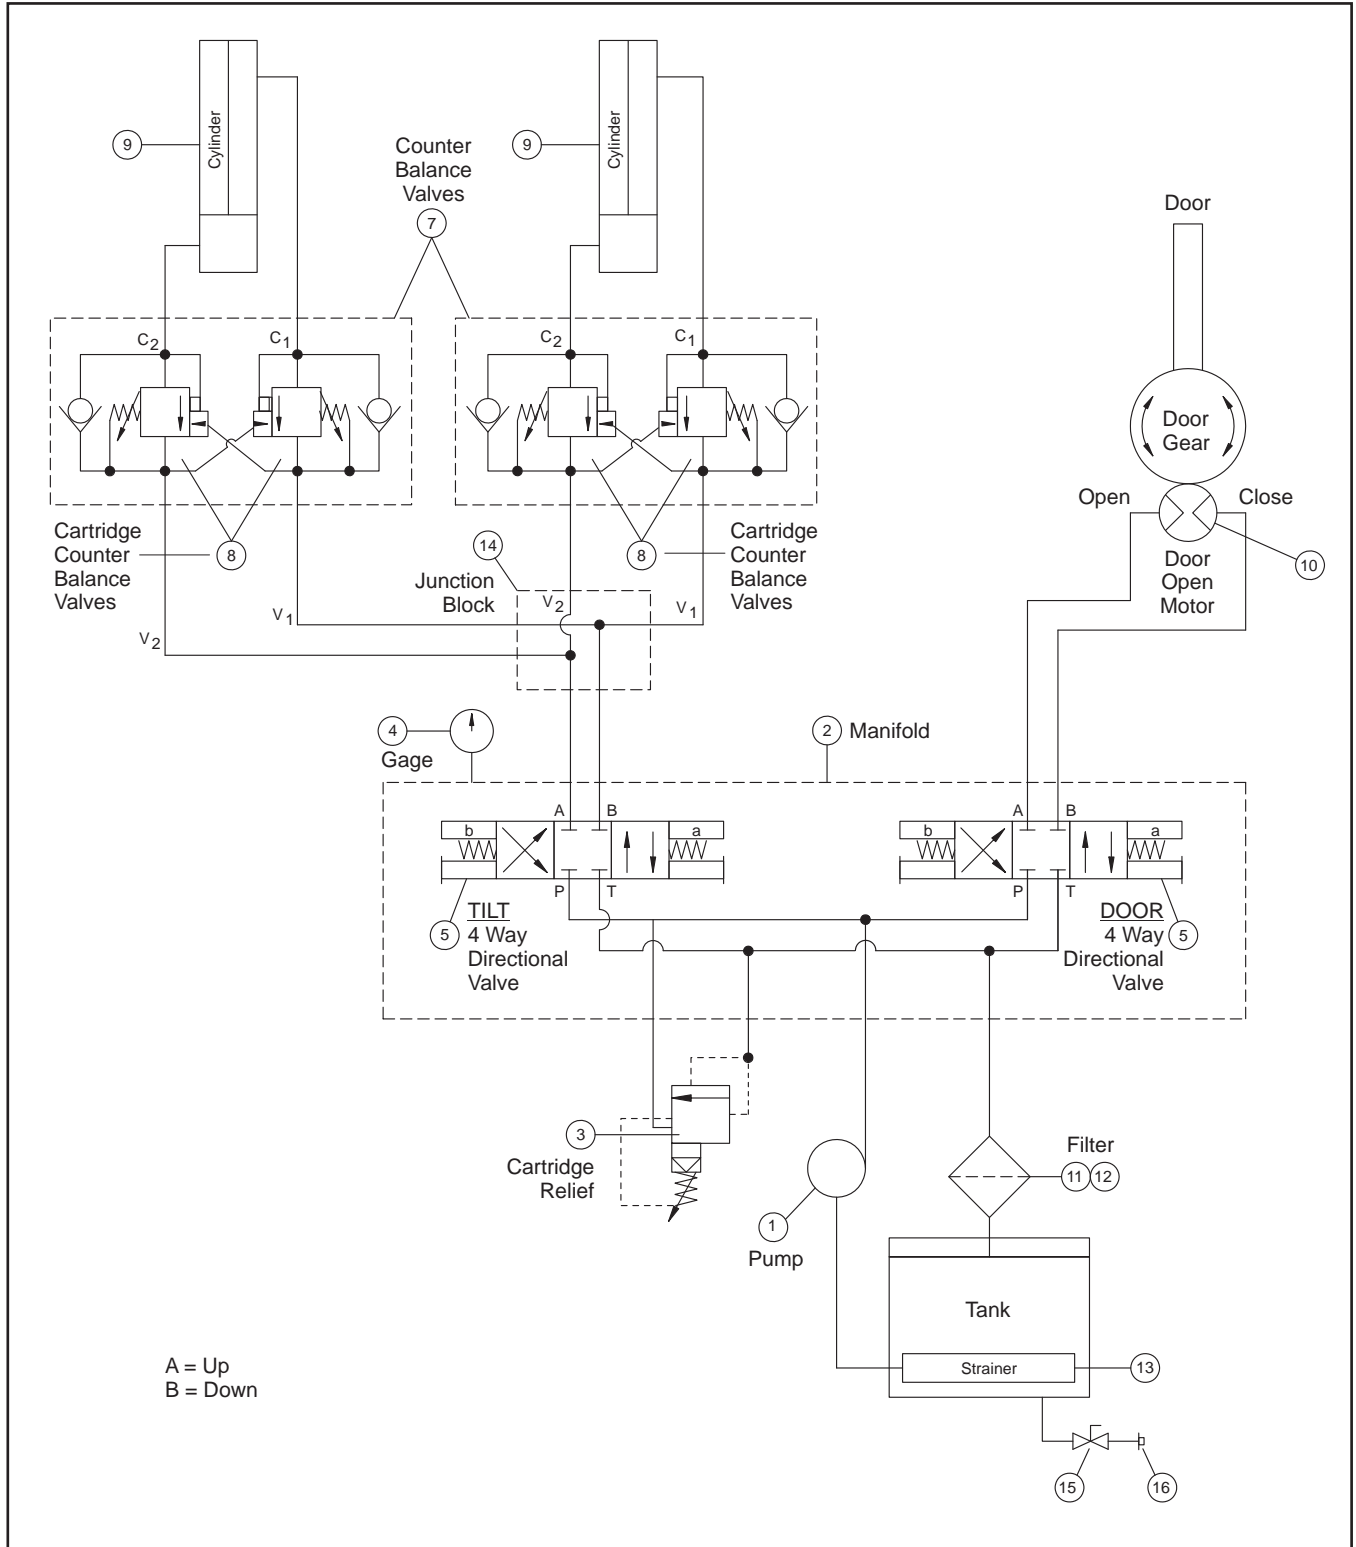 Cylinder
Cylinder
9
9
Counter
Balance
Valves
7
Door
Door
Gear
Open
Close
Door
Open
Motor
10
C2
C1
C2
C1
Cartridge
Counter
Balance
Valves
8
8
Cartridge
Counter
Balance
Valves
14
Junction
Block
V2
V1
V2
V1
4
Gage
2
Manifold
A
B
b
a
P
T
A
B
b
a
P
T
5
TILT
4 Way
Directional
Valve
DOOR
4 Way
Directional
Valve
5
3
Cartridge
Relief
1
Pump
Filter
11
12
Tank
Strainer
13
15
16
A = Up
B = Down